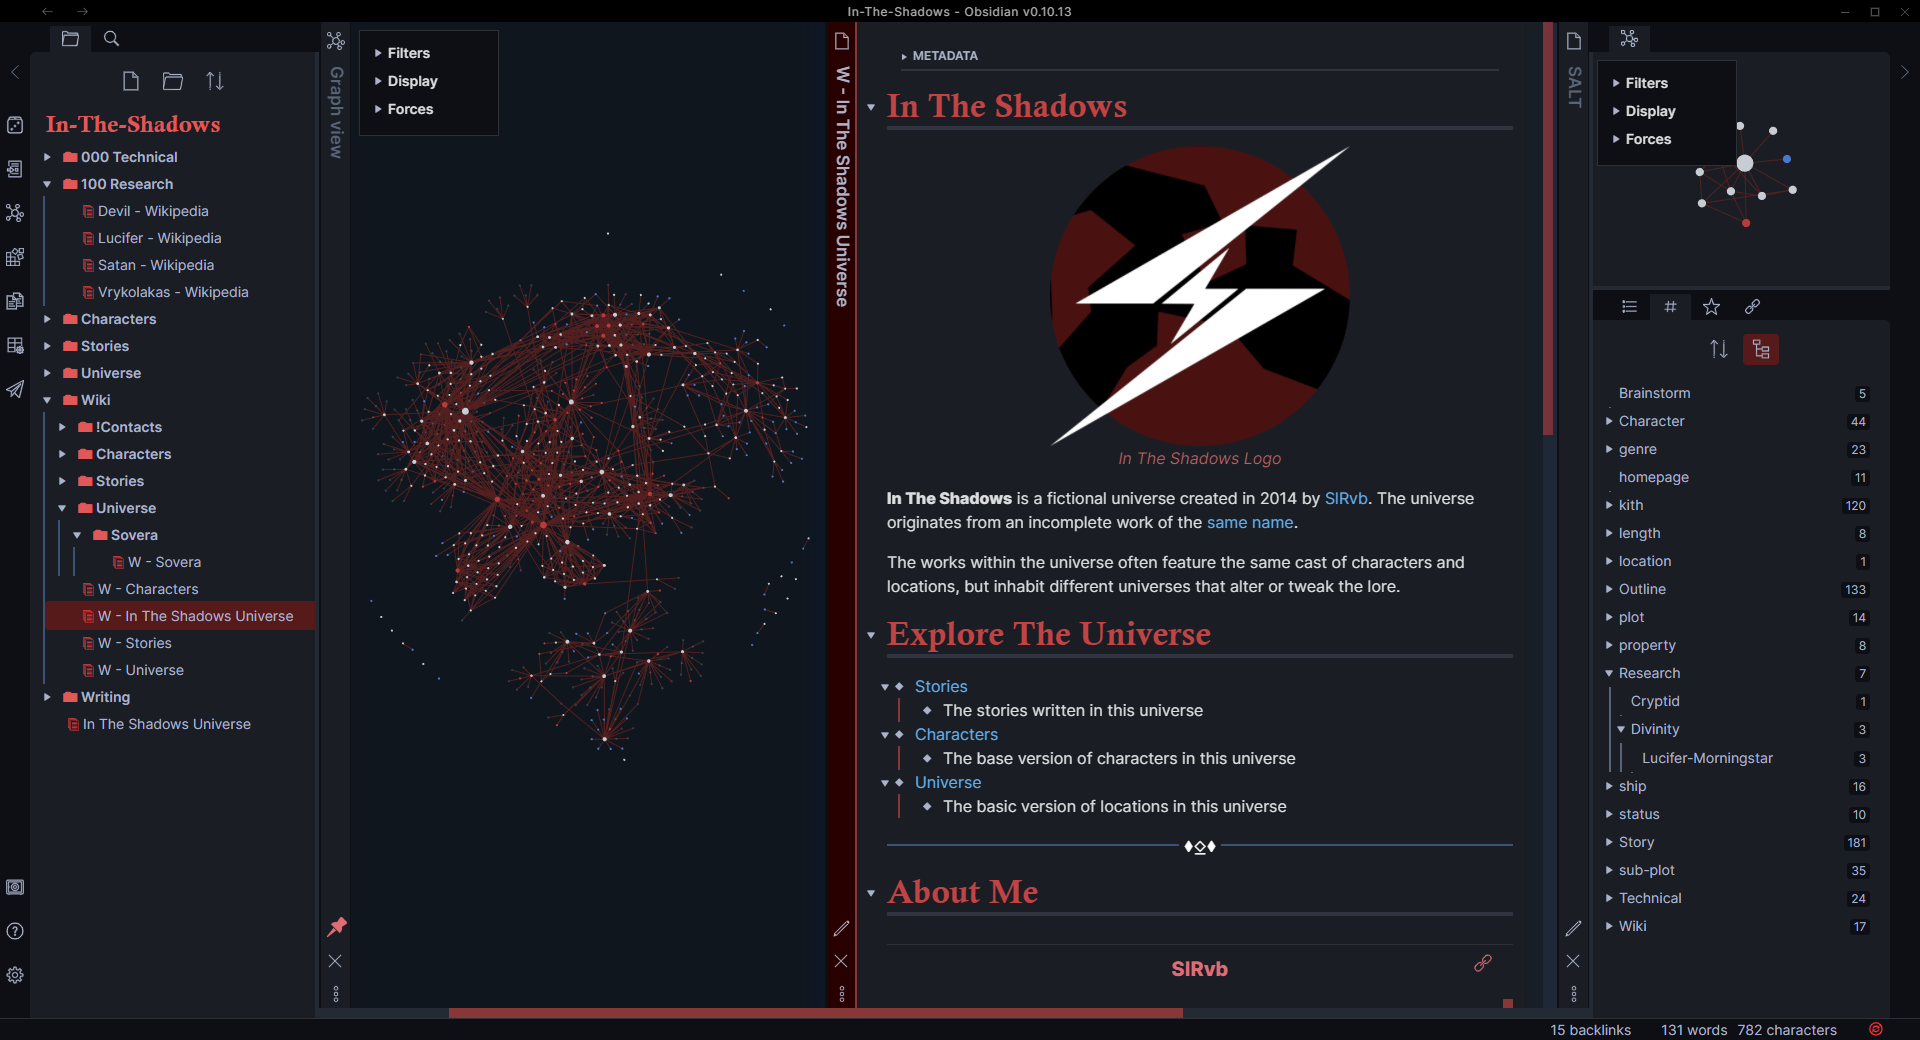 In-The-Shadows - Obsidian v0.10.13
In-The-Shadows
000 Technical
100 Research
Devil - Wikipedia
Lucifer - Wikipedia
Satan - Wikipedia
Vrykolakas - Wikipedia
Characters
Stories
Universe
Wiki
!Contacts
Characters
Stories
Universe
Sovera
W - Sovera
W - Characters
W - In The Shadows Universe
W - Stories
W - Universe
Writing
In The Shadows Universe
Graph view
Filters
Display
Forces
W - In The Shadows Universe
METADATA
In The Shadows
In The Shadows Logo
In The Shadows is a fictional universe created in 2014 by SIRvb. The universe
originates from an incomplete work of the same name.
The works within the universe often feature the same cast of characters and
locations, but inhabit different universes that alter or tweak the lore.
Explore The Universe
Stories
The stories written in this universe
Characters
The base version of characters in this universe
Universe
The basic version of locations in this universe
About Me
SIRvb
SALT
Filters
Display
Forces
Brainstorm 5
Character 44
genre 23
homepage 11
kith 120
length 8
location 1
Outline 133
plot 14
property 8
Research 7
Cryptid 1
Divinity 3
Lucifer-Morningstar 3
ship 16
status 10
Story 181
sub-plot 35
Technical 24
Wiki 17
15 backlinks 131 words 782 characters